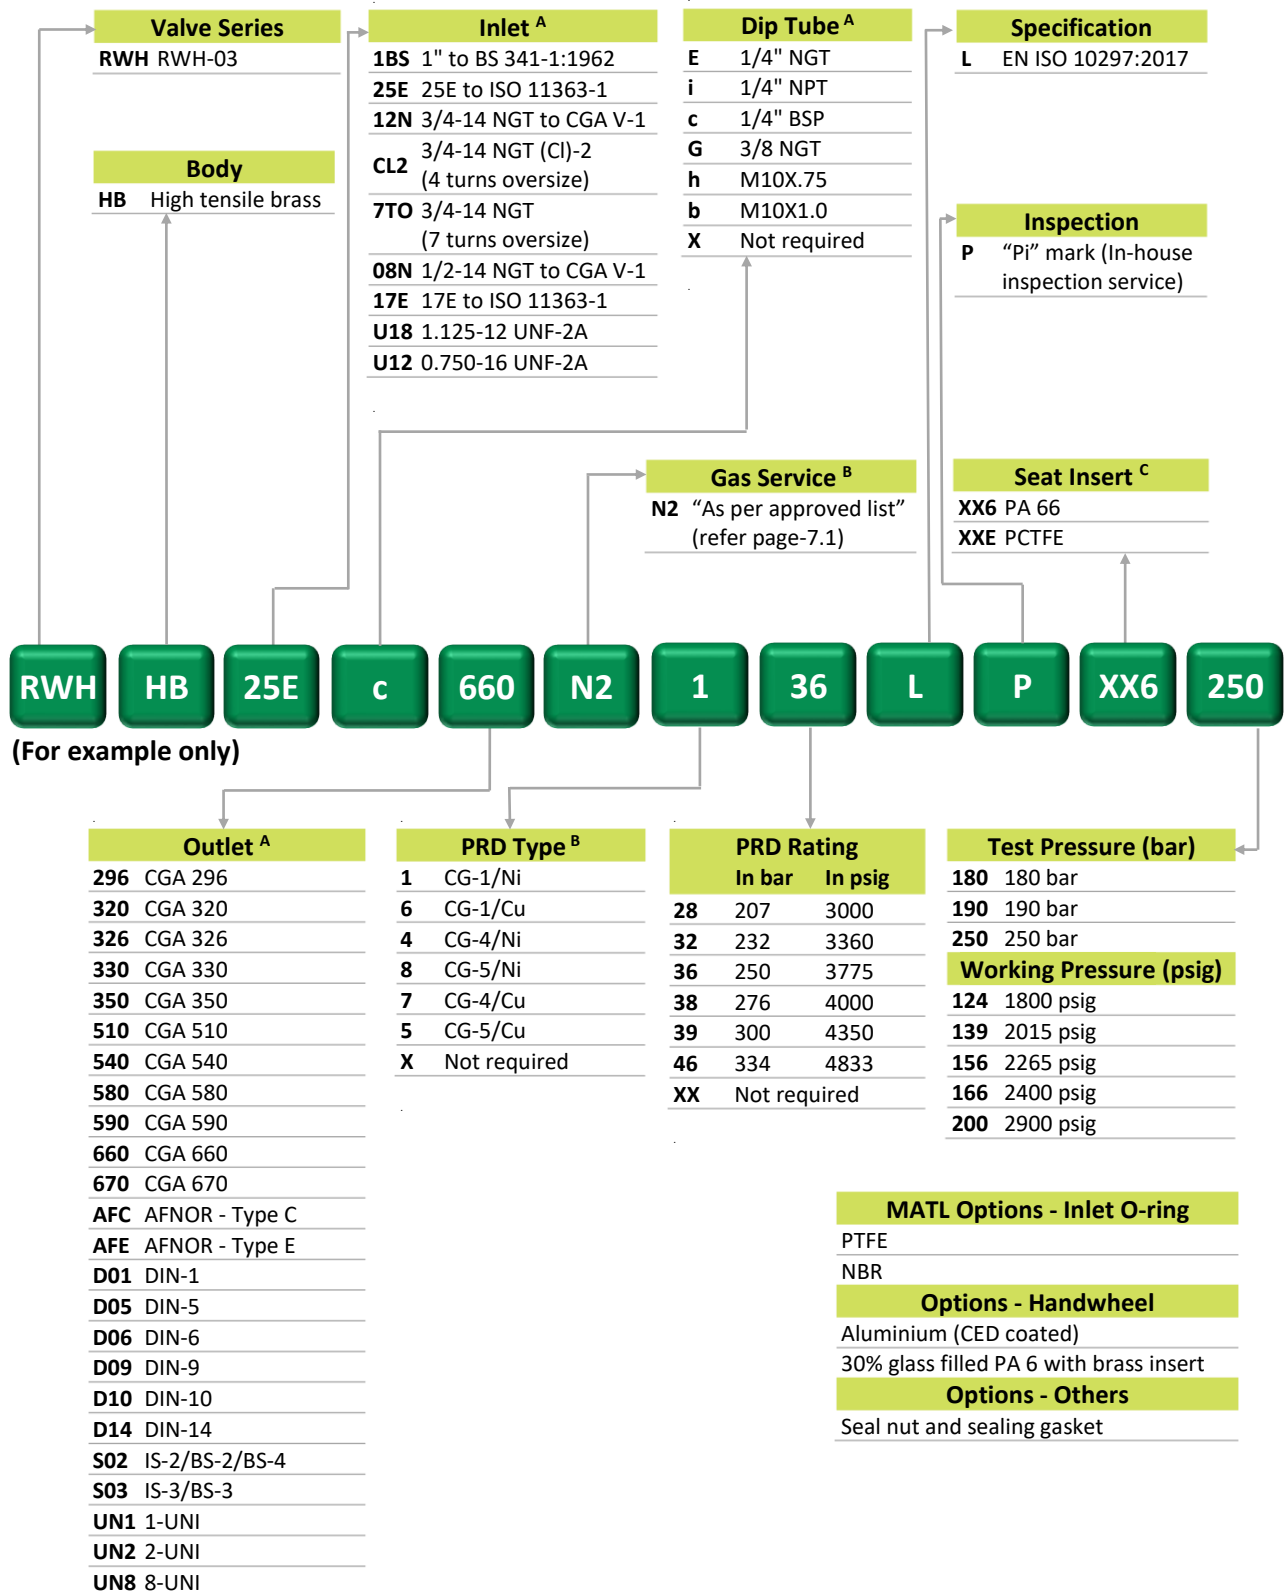 Valve Series
RWH RWH-03
Body
HB High tensile brass
Inlet A
1BS 1" to BS 341-1:1962
25E 25E to ISO 11363-1
12N 3/4-14 NGT to CGA V-1
CL2 3/4-14 NGT (Cl)-2
(4 turns oversize)
7TO 3/4-14 NGT
(7 turns oversize)
08N 1/2-14 NGT to CGA V-1
17E 17E to ISO 11363-1
U18 1.125-12 UNF-2A
U12 0.750-16 UNF-2A
Dip Tube A
E 1/4" NGT
i 1/4" NPT
c 1/4" BSP
G 3/8 NGT
h M10X.75
b M10X1.0
X Not required
Specification
L EN ISO 10297:2017
Inspection
P “Pi” mark (In-house
inspection service)
Gas Service B
N2 “As per approved list”
(refer page-7.1)
Seat Insert C
XX6 PA 66
XXE PCTFE
RWH HB 25E c 660 N2 1 36 L P XX6 250
(For example only)
Outlet A
296 CGA 296
320 CGA 320
326 CGA 326
330 CGA 330
350 CGA 350
510 CGA 510
540 CGA 540
580 CGA 580
590 CGA 590
660 CGA 660
670 CGA 670
AFC AFNOR - Type C
AFE AFNOR - Type E
D01 DIN-1
D05 DIN-5
D06 DIN-6
D09 DIN-9
D10 DIN-10
D14 DIN-14
S02 IS-2/BS-2/BS-4
S03 IS-3/BS-3
UN1 1-UNI
UN2 2-UNI
UN8 8-UNI
PRD Type B
1 CG-1/Ni
6 CG-1/Cu
4 CG-4/Ni
8 CG-5/Ni
7 CG-4/Cu
5 CG-5/Cu
X Not required
PRD Rating
In bar In psig
28 207 3000
32 232 3360
36 250 3775
38 276 4000
39 300 4350
46 334 4833
XX Not required
Test Pressure (bar)
180 180 bar
190 190 bar
250 250 bar
Working Pressure (psig)
124 1800 psig
139 2015 psig
156 2265 psig
166 2400 psig
200 2900 psig
MATL Options - Inlet O-ring
PTFE
NBR
Options - Handwheel
Aluminium (CED coated)
30% glass filled PA 6 with brass insert
Options - Others
Seal nut and sealing gasket